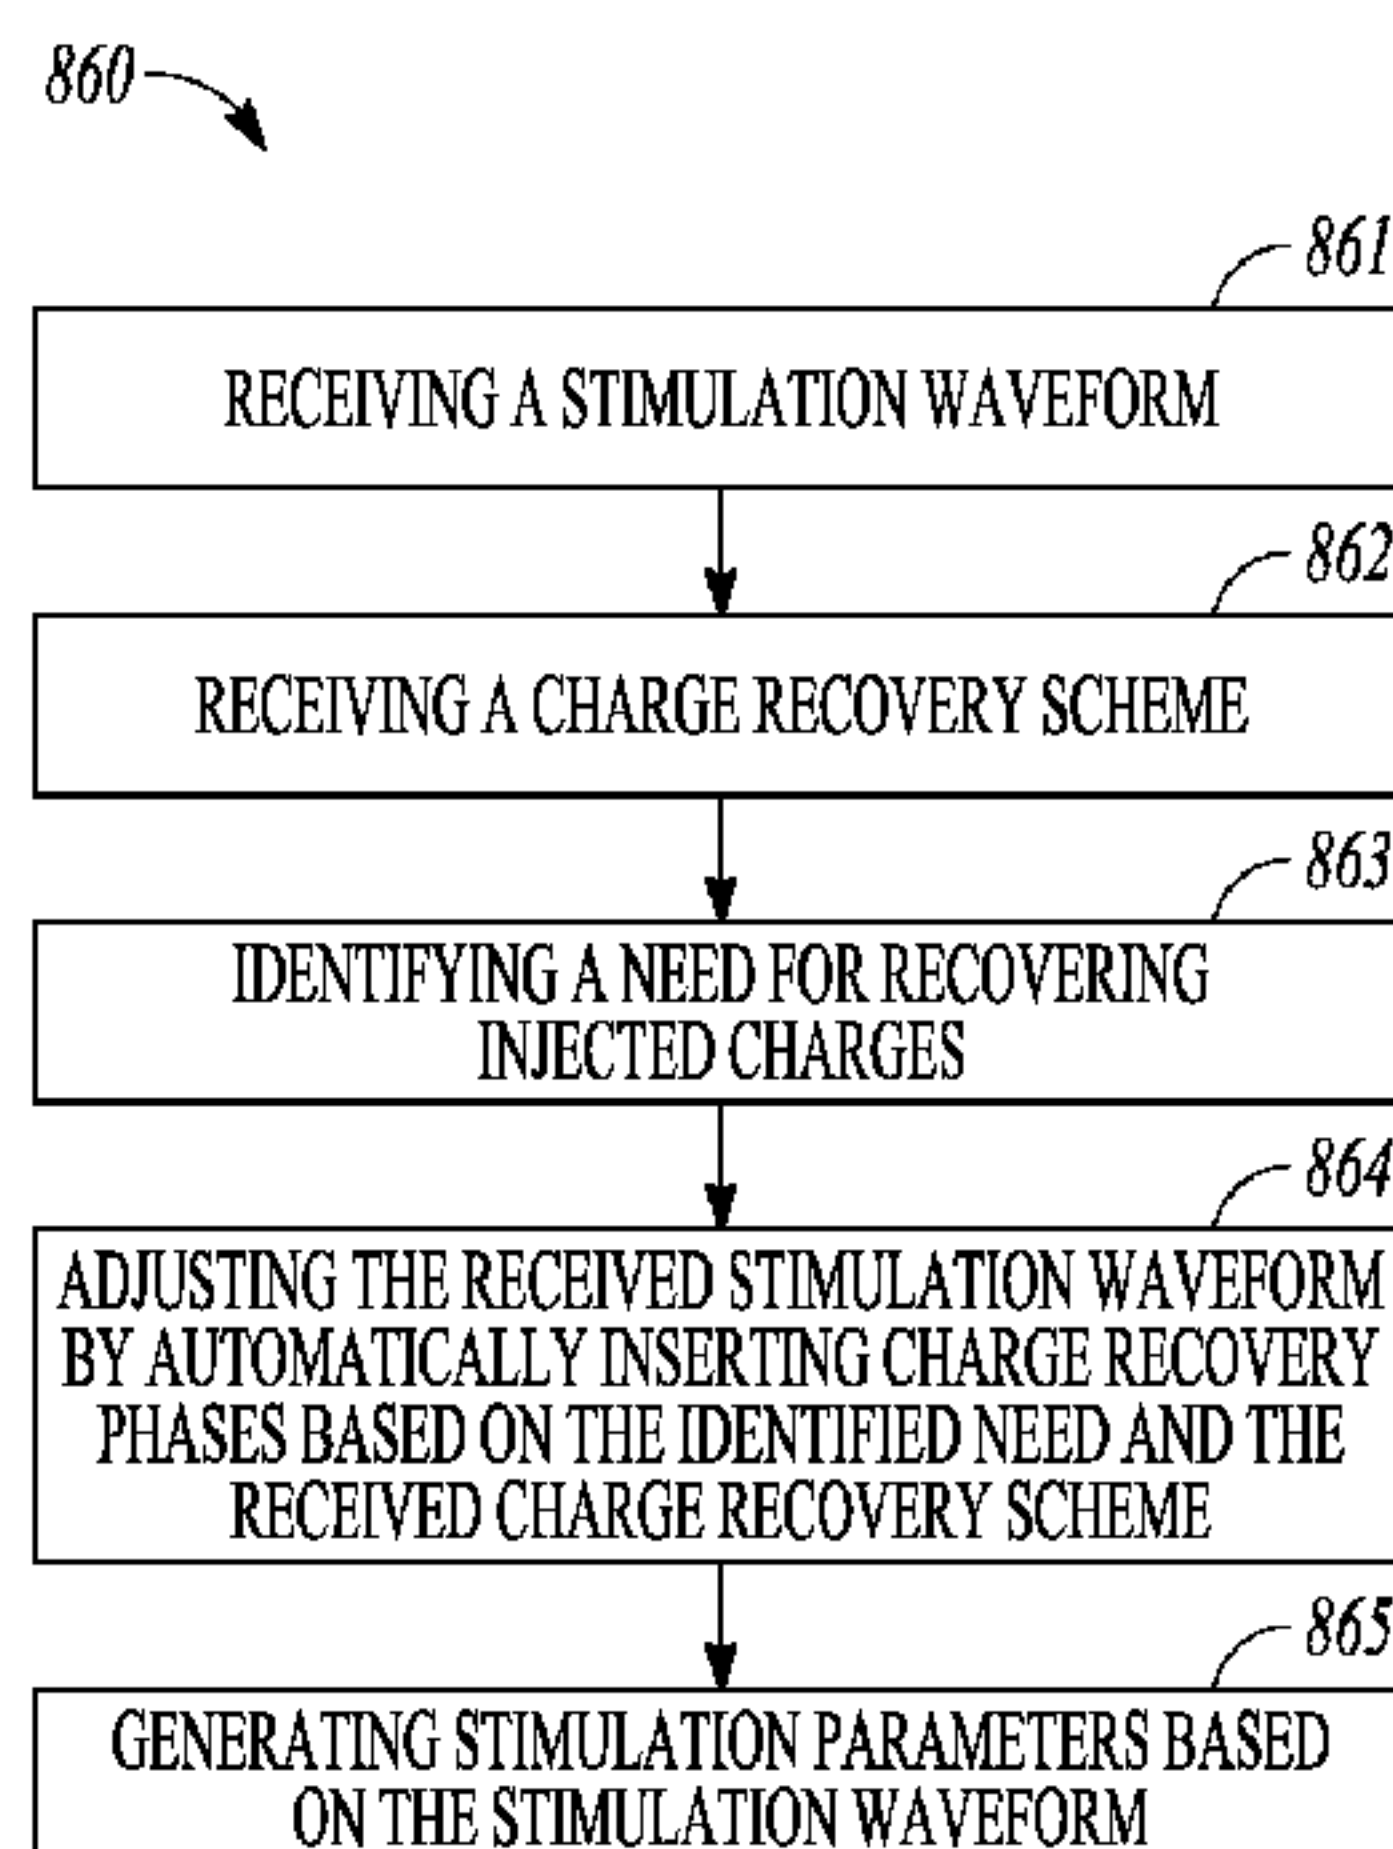 860
861
RECEIVING A STIMULATION WAVEFORM
862
RECEIVING A CHARGE RECOVERY SCHEME
863
IDENTIFYING A NEED FOR RECOVERING
INJECTED CHARGES
864
ADJUSTING THE RECEIVED STIMULATION WAVEFORM
BY AUTOMATICALLY INSERTING CHARGE RECOVERY
PHASES BASED ON THE IDENTIFIED NEED AND THE
RECEIVED CHARGE RECOVERY SCHEME
865
GENERATING STIMULATION PARAMETERS BASED
ON THE STIMULATION WAVEFORM